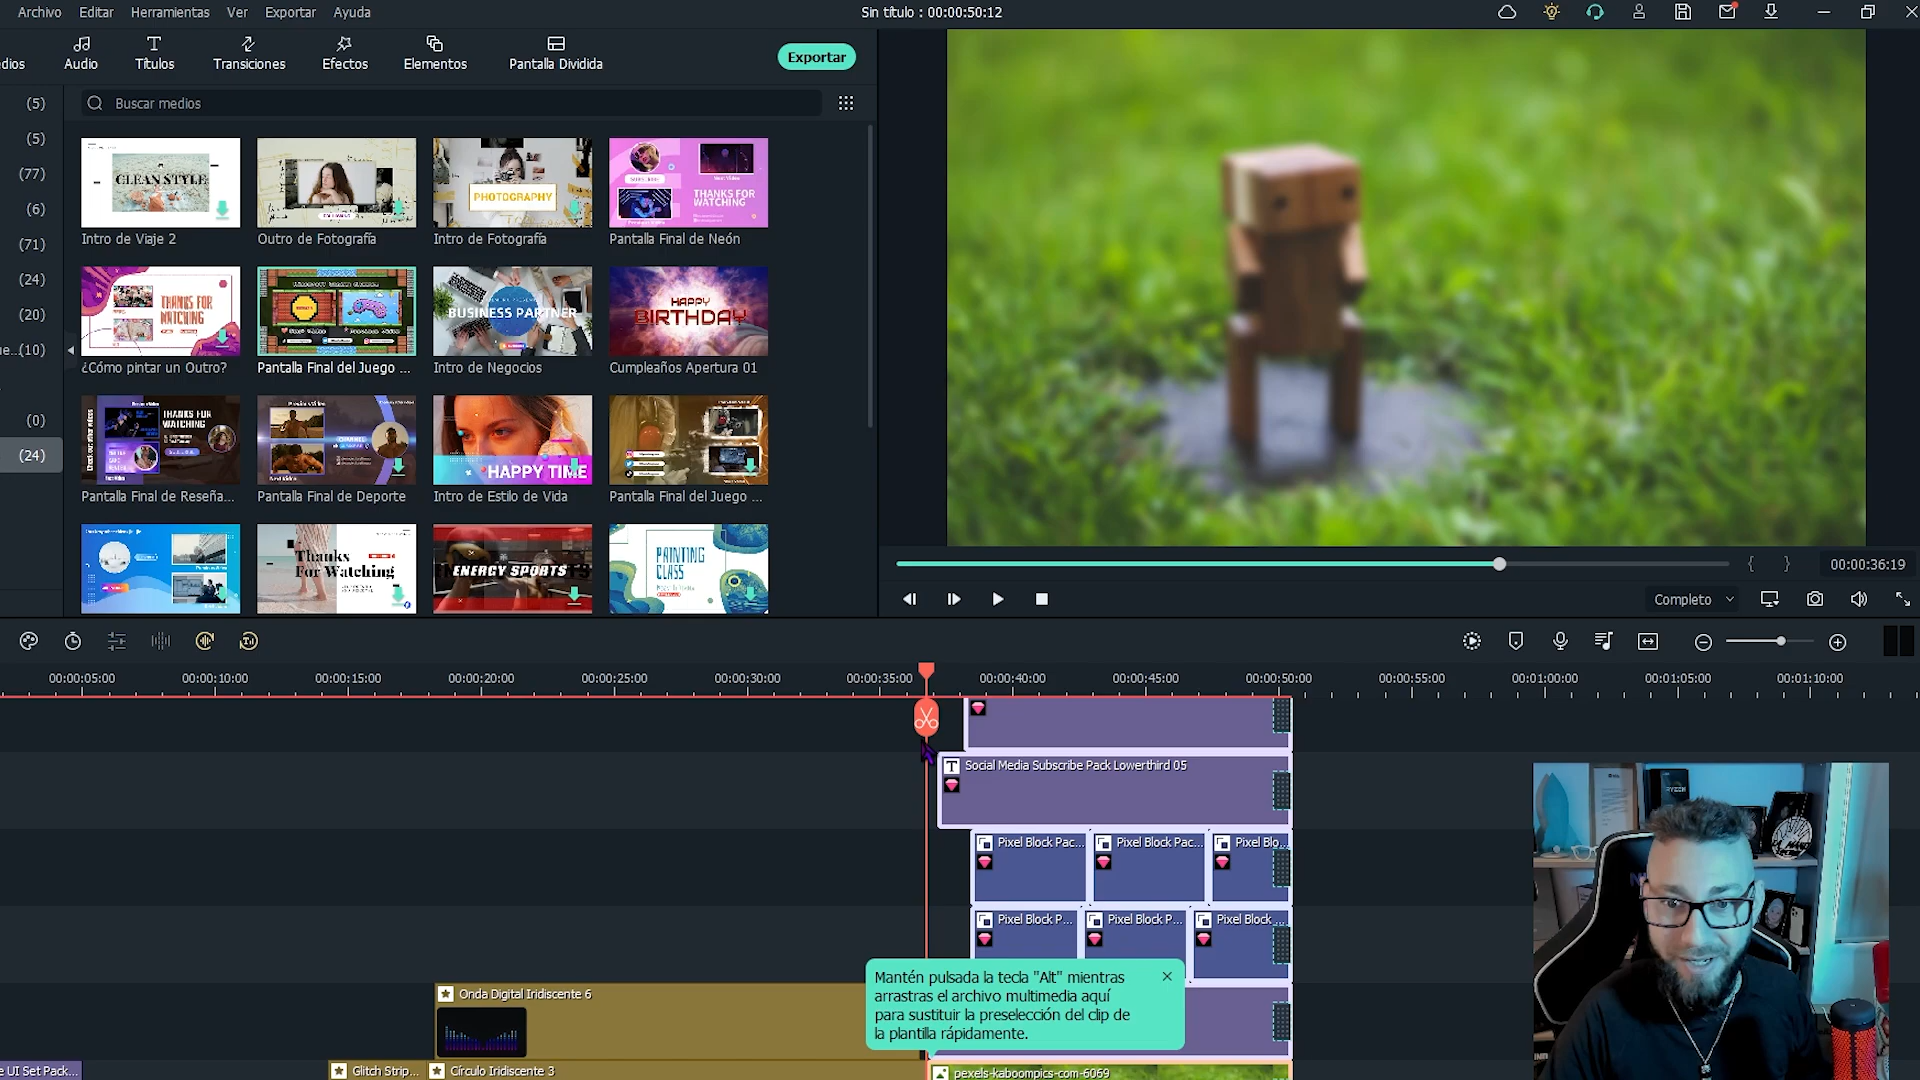 Archivo Editar Herramientas Ver Exportar Ayuda
Sin título : 00:00:50:12
dios Audio Títulos Transiciones Efectos Elementos Pantalla Dividida
Exportar
Buscar medios
(5)
(5)
(77)
(6)
(71)
(24)
(20)
ue...(10)
(0)
(24)
CLEAN STYLE
PHOTOGRAPHY
THANKS FOR WATCHING
Intro de Viaje 2
Outro de Fotografía
Intro de Fotografía
Pantalla Final de Neón
THANKS FOR WATCHING
BUSINESS PARTNER
HAPPY BIRTHDAY
¿Cómo pintar un Outro?
Pantalla Final del Juego ...
Intro de Negocios
Cumpleaños Apertura 01
THANKS FOR WATCHING
HAPPY TIME
Pantalla Final de Reseña...
Pantalla Final de Deporte
Intro de Estilo de Vida
Pantalla Final del Juego ...
Thanks For Watching
ENERGY SPORTS
PAINTING CLASS
00:00:36:19
Completo
00:00:05:00 00:00:10:00 00:00:15:00 00:00:20:00 00:00:25:00 00:00:30:00 00:00:35:00 00:00:40:00 00:00:45:00 00:00:50:00 00:00:55:00 00:01:00:00 00:01:05:00 00:01:10:00
Social Media Subscribe Pack Lowerthird 05
Pixel Block Pac... Pixel Block Pac... Pixel Blo...
Pixel Block P... Pixel Block P... Pixel Block ...
Mantén pulsada la tecla "Alt" mientras
arrastras el archivo multimedia aquí
para sustituir la preselección del clip de
la plantilla rápidamente.
Onda Digital Iridiscente 6
e UI Set Pack... Glitch Strip... Círculo Iridiscente 3
pexels-kaboompics-com-6069